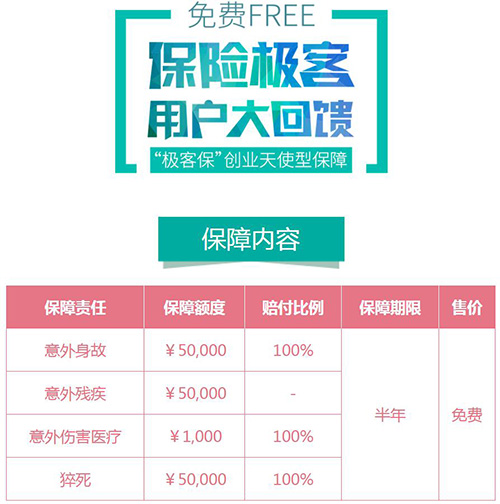 免费FREE
保险极客
用户大回馈
“极客保”创业天使型保障
保障内容
保障责任 保障额度 赔付比例 保障期限 售价
意外身故 ￥50,000 100%
意外残疾 ￥50,000 -
半年 免费
意外伤害医疗 ￥1,000 100%
猝死 ￥50,000 100%